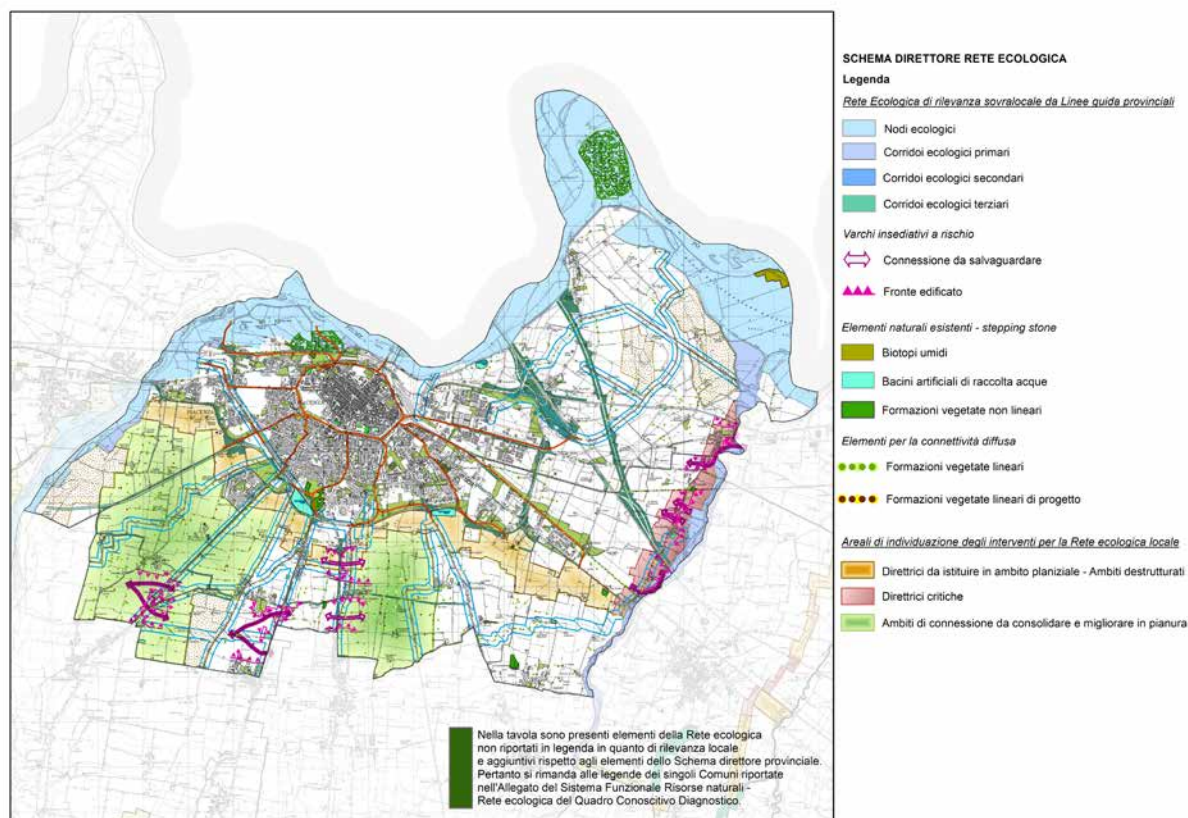 SCHEMA DIRETTORE RETE ECOLOGICA
Legenda
Rete Ecologica di rilevanza sovralocale da Linee guida provinciali
Nodi ecologici
Corridoi ecologici primari
Corridoi ecologici secondari
Corridoi ecologici terziari
Varchi insediativi a rischio
Connessione da salvaguardare
Fronte edificato
Elementi naturali esistenti - stepping stone
Biotopi umidi
Bacini artificiali di raccolta acque
Formazioni vegetate non lineari
Elementi per la connettività diffusa
Formazioni vegetate lineari
Formazioni vegetate lineari di progetto
Areali di individuazione degli interventi per la Rete ecologica locale
Direttrici da istituire in ambito planiziale - Ambiti destrutturati
Direttrici critiche
Ambiti di connessione da consolidare e migliorare in pianura
Nella tavola sono presenti elementi della Rete ecologica
non riportati in legenda in quanto di rilevanza locale
e aggiuntivi rispetto agli elementi dello Schema direttore provinciale.
Pertanto si rimanda alle legende dei singoli Comuni riportate
nell'Allegato del Sistema Funzionale Risorse naturali -
Rete ecologica del Quadro Conoscitivo Diagnostico.